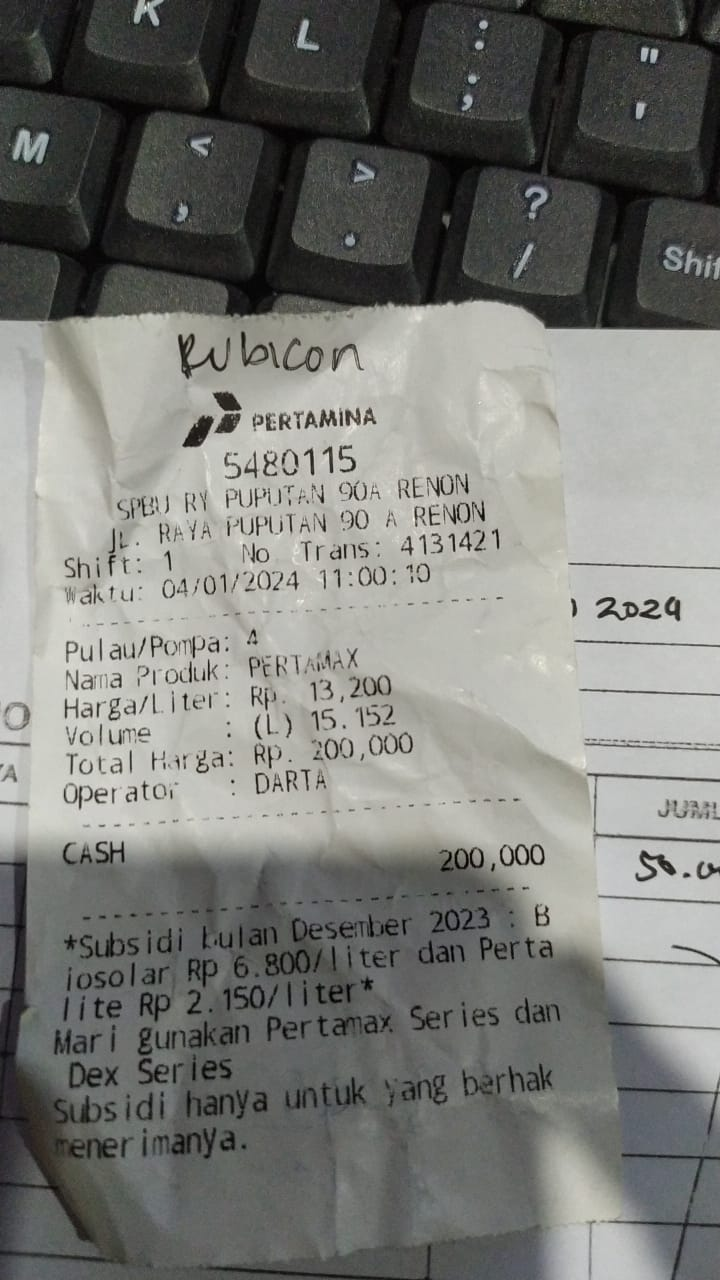 K
L
:
;
"
'
M
<
,
>
.
?
/
Shif
Rubicon
PERTAMINA
5480115
SPBU RY PUPUTAN 90A RENON
JL. RAYA PUPUTAN 90 A RENON
Shift: 1 No Trans: 4131421
Waktu: 04/01/2024 11:00:10
2024
Pulau/Pompa: 4
Nama Produk: PERTAMAX
Harga/Liter: Rp. 13,200
Volume : (L) 15.152
Total Harga: Rp. 200,000
Operator : DARTA
JUML
CASH 200,000
50.0
*Subsidi bulan Desember 2023 : B
iosolar Rp 6.800/liter dan Perta
lite Rp 2.150/liter*
Mari gunakan Pertamax Series dan
Dex Series
Subsidi hanya untuk yang berhak
menerimanya.